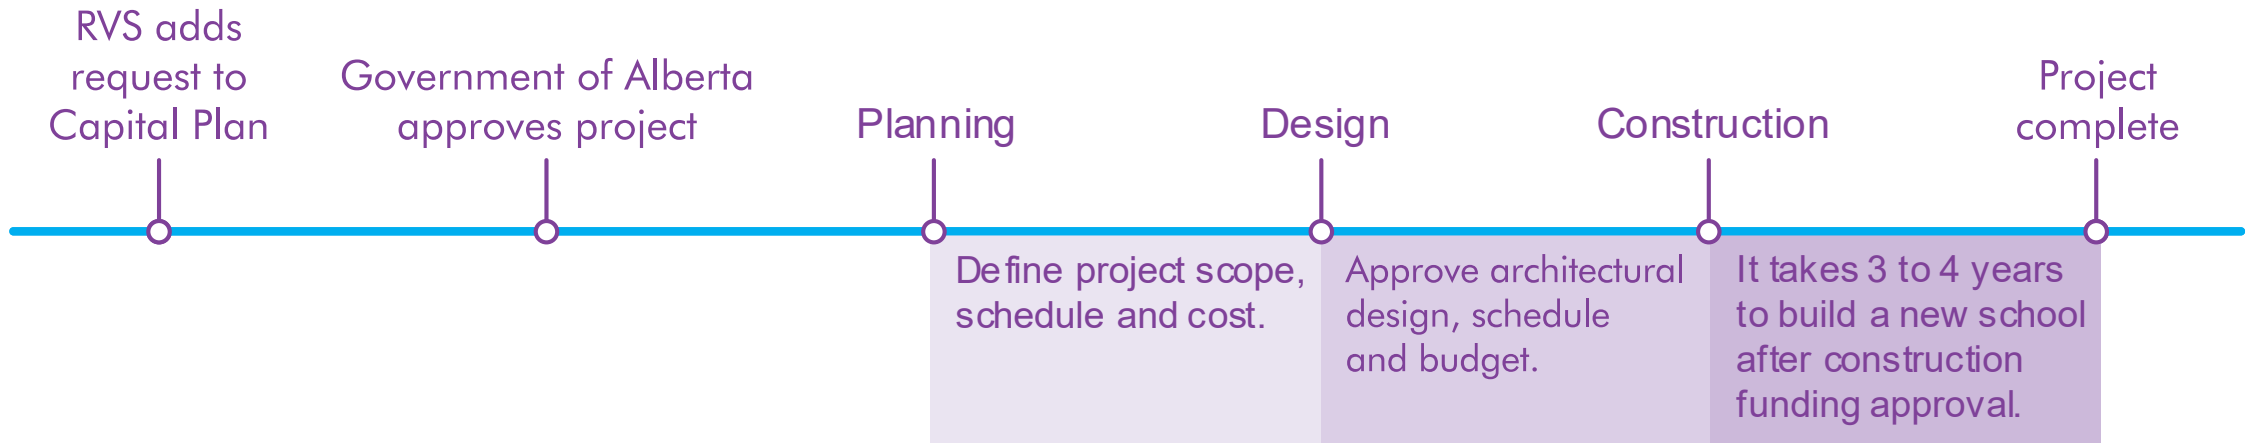 RVS adds
request to
Capital Plan
Government of Alberta
approves project
Planning
Design
Construction
Project
complete
Define project scope,
schedule and cost.
Approve architectural
design, schedule
and budget.
It takes 3 to 4 years
to build a new school
after construction
funding approval.